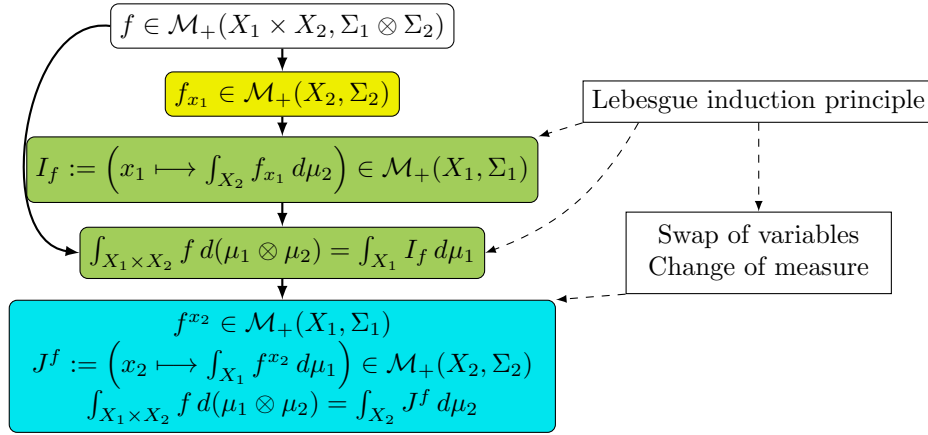 f ∈ ℳ₊(X₁ × X₂, Σ₁ ⊗ Σ₂)
f_{x₁} ∈ ℳ₊(X₂, Σ₂)
Lebesgue induction principle
I_f := (x₁ ⟼ ∫_{X₂} f_{x₁} dμ₂) ∈ ℳ₊(X₁, Σ₁)
∫_{X₁×X₂} f d(μ₁ ⊗ μ₂) = ∫_{X₁} I_f dμ₁
Swap of variables
Change of measure
f^{x₂} ∈ ℳ₊(X₁, Σ₁)
J^f := (x₂ ⟼ ∫_{X₁} f^{x₂} dμ₁) ∈ ℳ₊(X₂, Σ₂)
∫_{X₁×X₂} f d(μ₁ ⊗ μ₂) = ∫_{X₂} J^f dμ₂